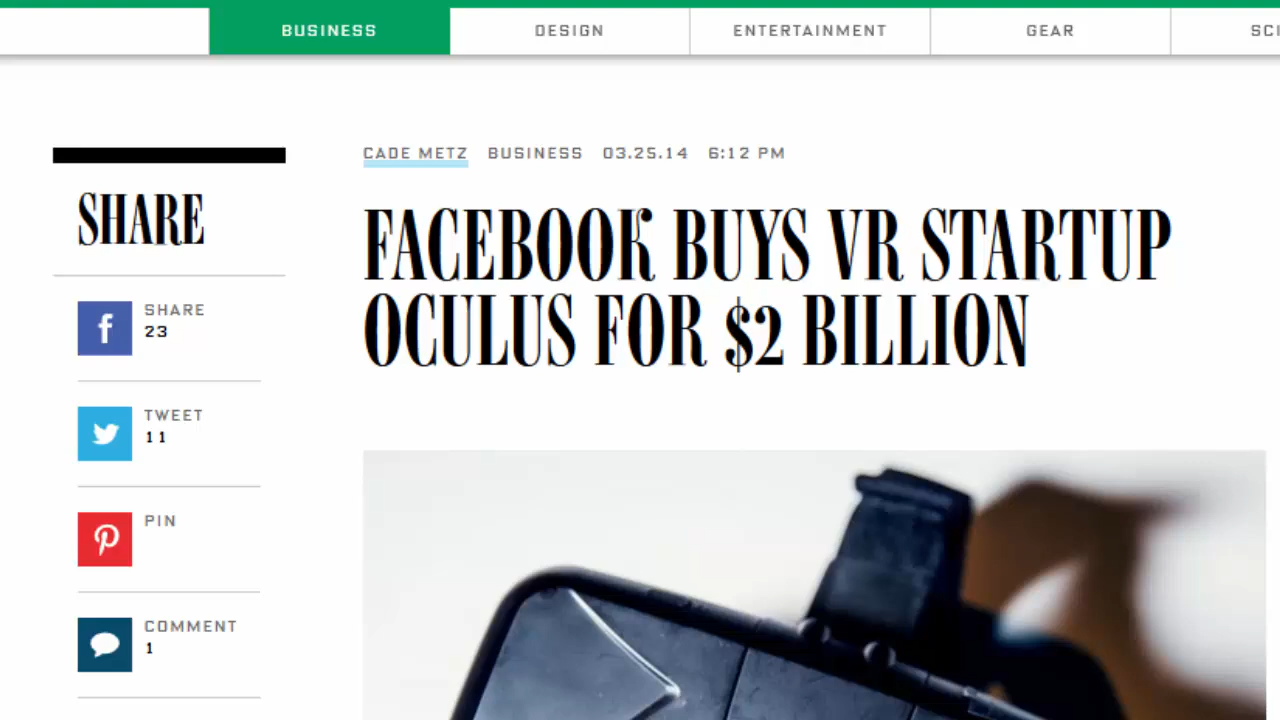 BUSINESS DESIGN ENTERTAINMENT GEAR SCI
CADE METZ BUSINESS 03.25.14 6:12 PM
SHARE
FACEBOOK BUYS VR STARTUP
OCULUS FOR $2 BILLION
SHARE
23
TWEET
11
PIN
COMMENT
1